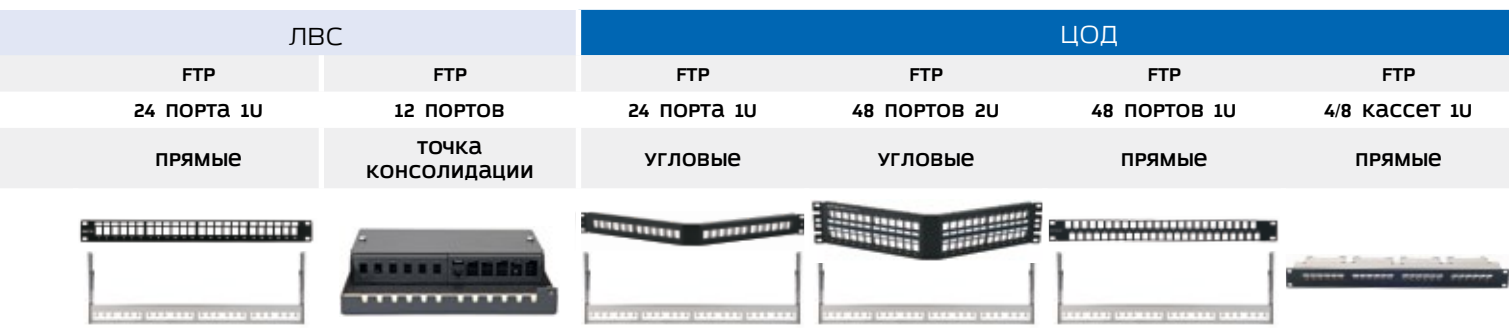 ЛВС ЦОД
FTP FTP FTP FTP FTP FTP
24 порта 1U 12 портов 24 порта 1U 48 портов 2U 48 портов 1U 4/8 кассет 1U
прямые точка консолидации угловые угловые прямые прямые